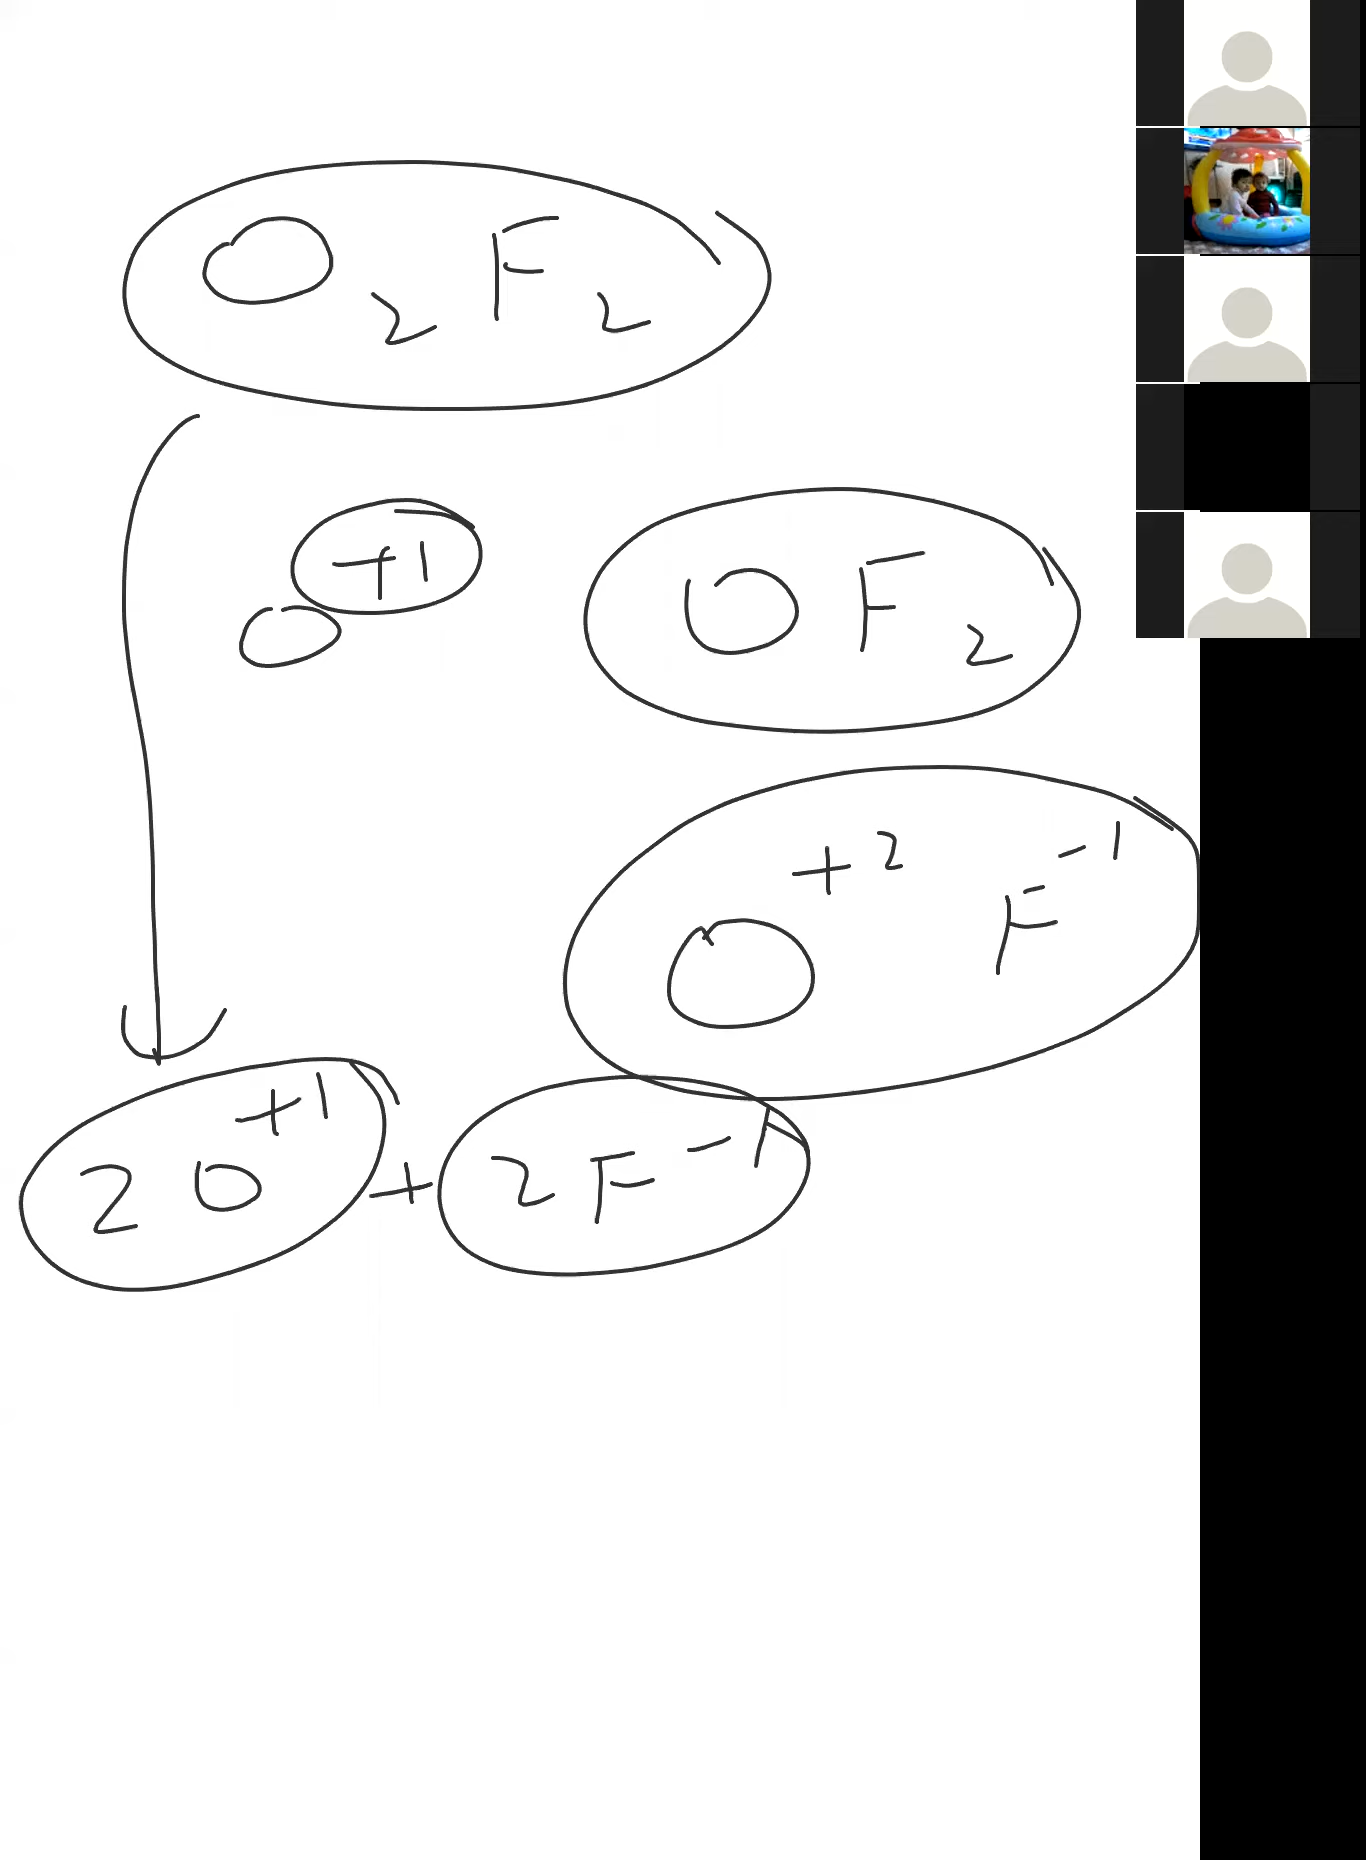 O₂F₂
O⁺¹
OF₂
O⁺² F⁻¹
2O⁺¹ + 2F⁻¹